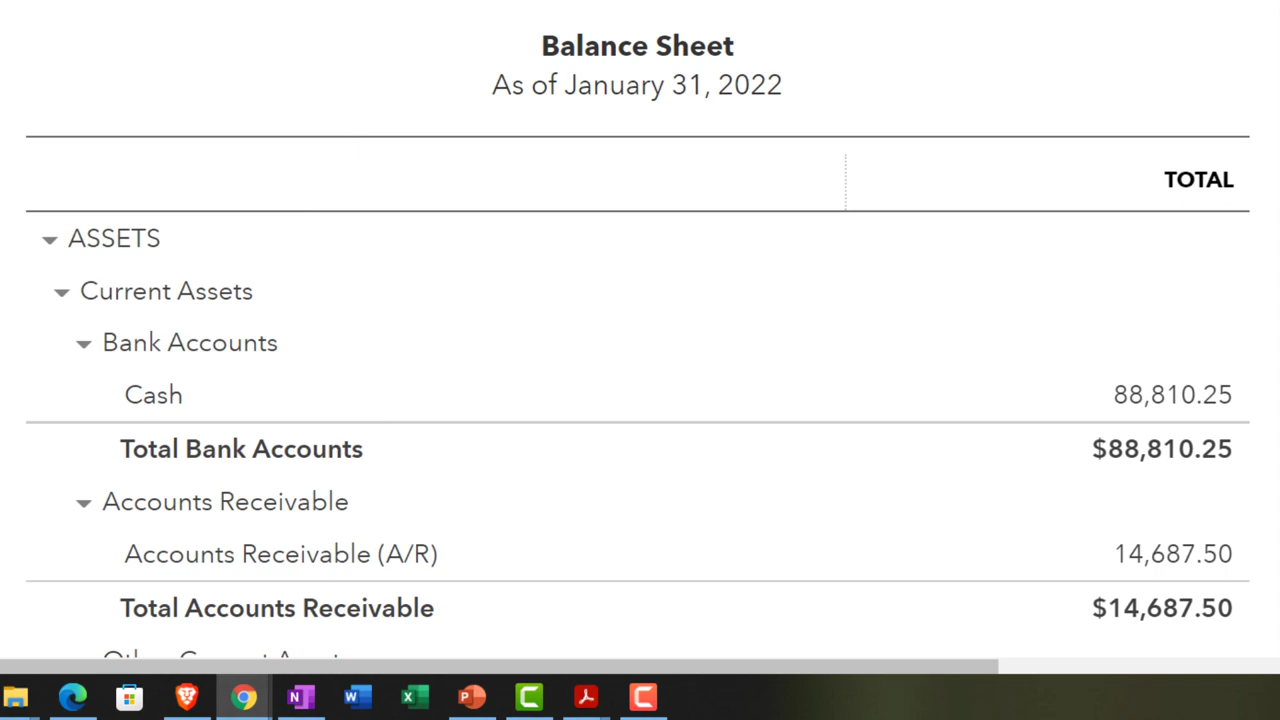 Balance Sheet
As of January 31, 2022
TOTAL
ASSETS
Current Assets
Bank Accounts
Cash 88,810.25
Total Bank Accounts $88,810.25
Accounts Receivable
Accounts Receivable (A/R) 14,687.50
Total Accounts Receivable $14,687.50